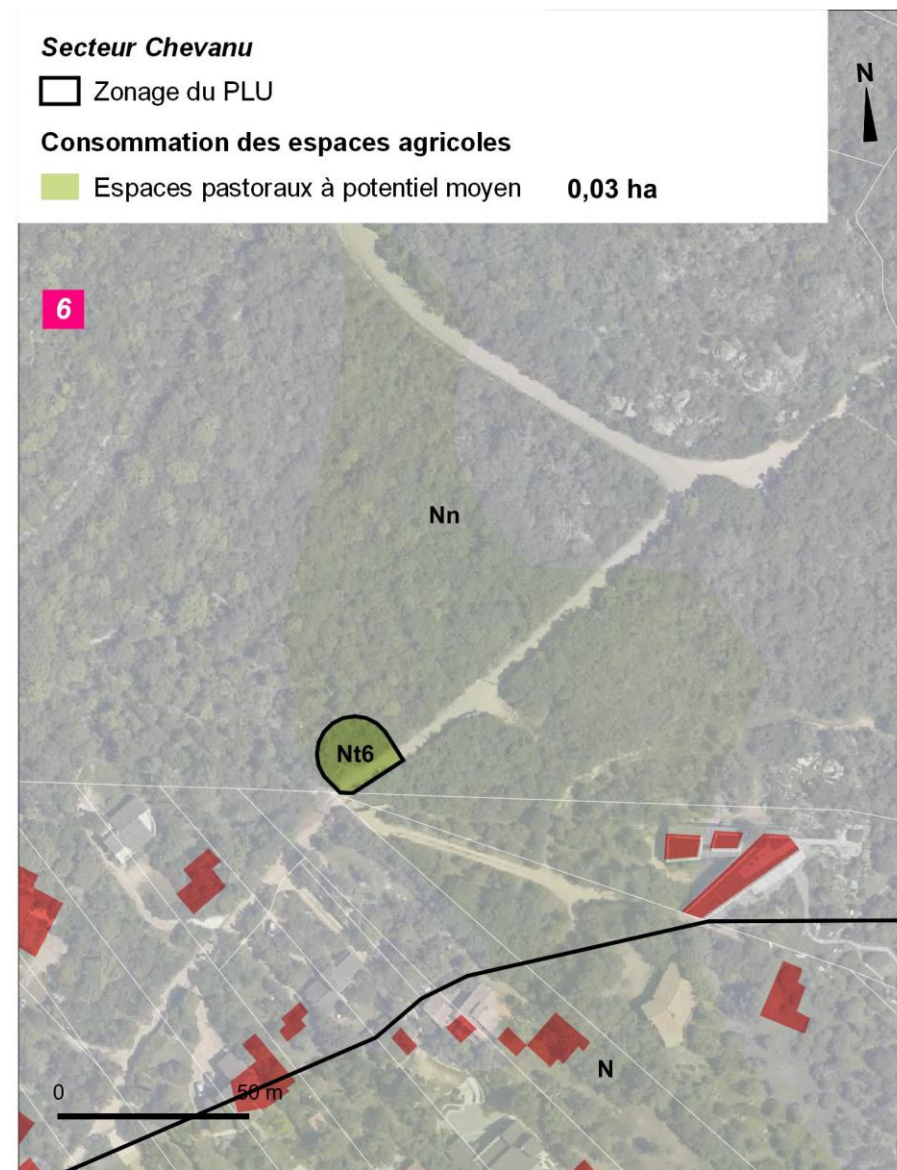 Secteur Chevanu
Zonage du PLU
Consommation des espaces agricoles
Espaces pastoraux à potentiel moyen 0,03 ha
N
6
Nn
Nt6
N
0 50 m